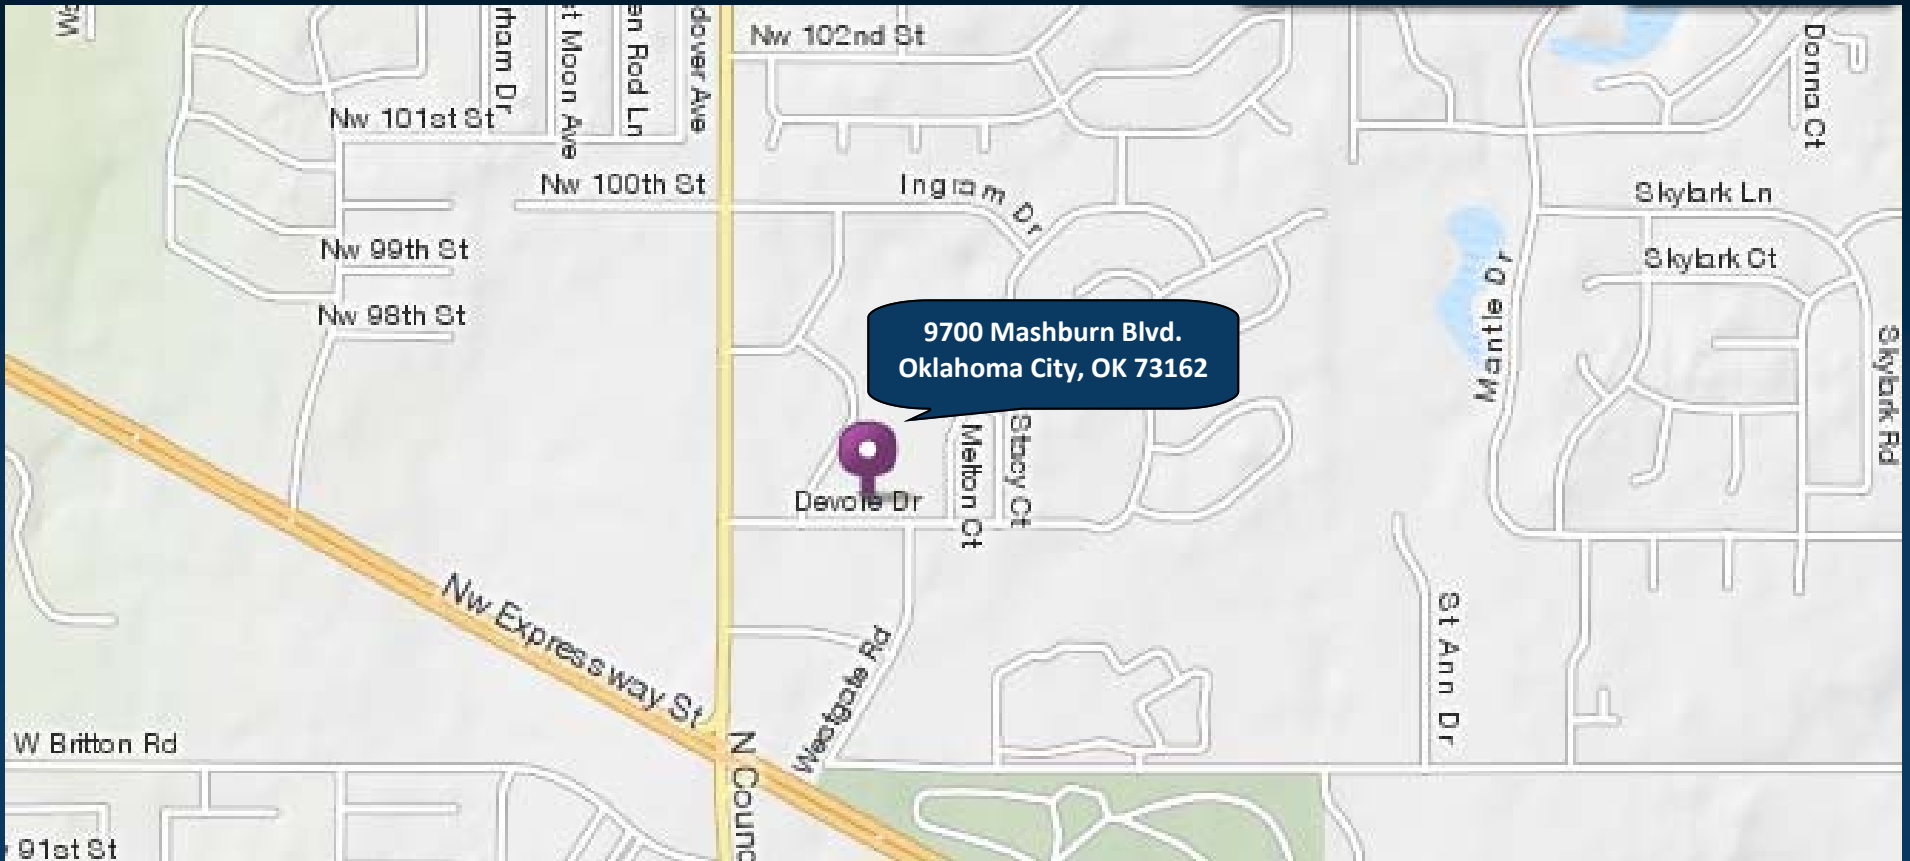 Nw 102nd St
Donna Ct
Nw 101st St
rham Dr
t Moon Ave
en Rod Ln
dover Ave
Nw 100th St
Ingram Dr
Skylark Ln
Nw 99th St
Skylark Ct
Mantle Dr
Nw 98th St
9700 Mashburn Blvd.
Oklahoma City, OK 73162
Skylark Rd
Melton Ct
Stacy Ct
Nw Expressway St
Westgate Rd
St Ann Dr
W Britton Rd
N Counc
91st St